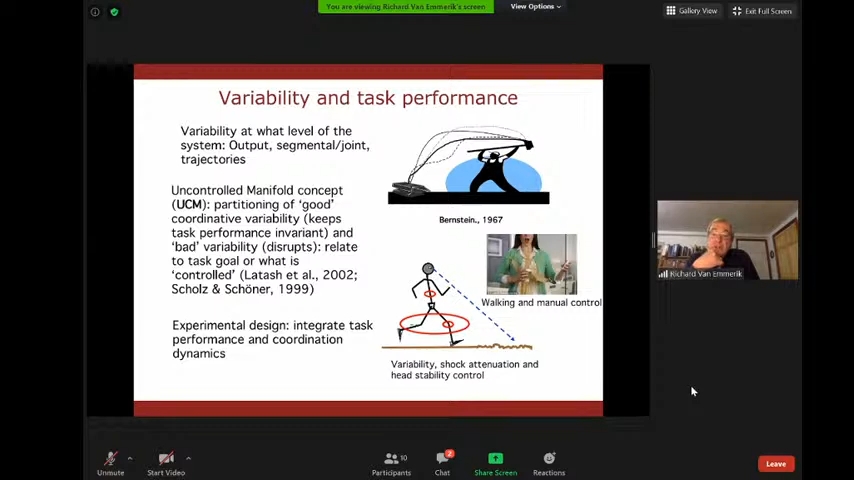 You are viewing Richard Van Emmerik's screen
View Options
Gallery View
Exit Full Screen
Variability and task performance
Variability at what level of the
system: Output, segmental/joint,
trajectories
Uncontrolled Manifold concept
(UCM): partitioning of 'good'
coordinative variability (keeps
task performance invariant) and
'bad' variability (disrupts): relate
to task goal or what is
'controlled' (Latash et al., 2002;
Scholz & Schöner, 1999)
Experimental design: integrate task
performance and coordination
dynamics
Bernstein., 1967
Walking and manual control
Variability, shock attenuation and
head stability control
Richard Van Emmerik
Unmute
Start Video
Participants
10
Chat
2
Share Screen
Reactions
Leave